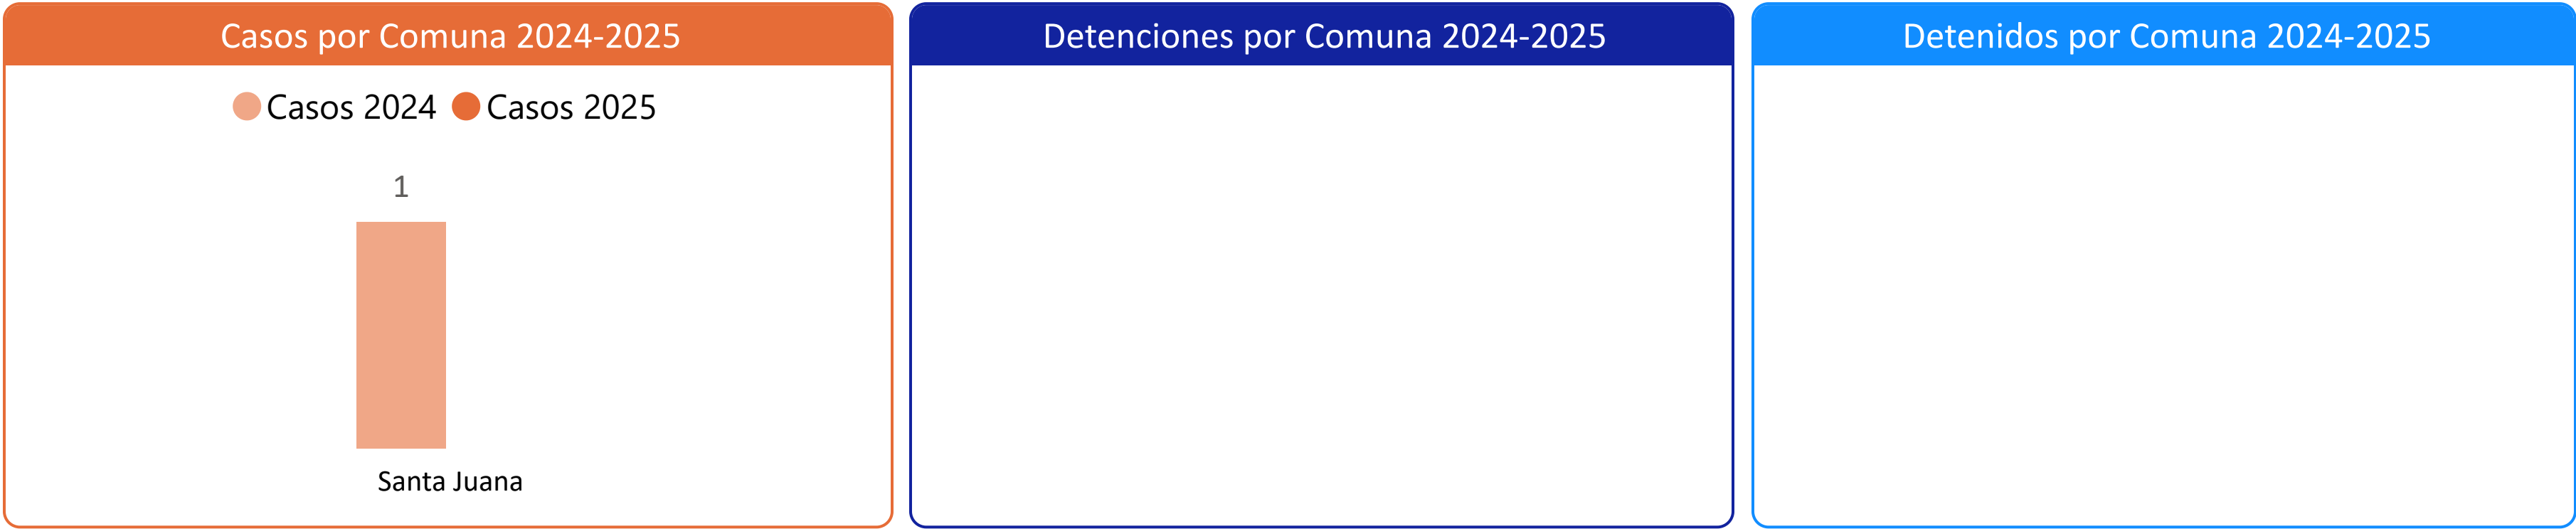 Casos por Comuna 2024-2025
Casos 2024 Casos 2025
1
Santa Juana
Detenciones por Comuna 2024-2025
Detenidos por Comuna 2024-2025